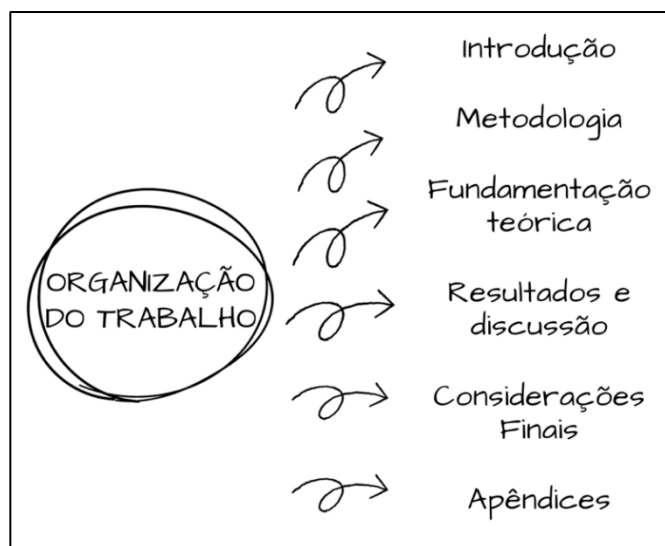 ORGANIZAÇÃO
DO TRABALHO
Introdução
Metodologia
Fundamentação
teórica
Resultados e
discussão
Considerações
Finais
Apêndices